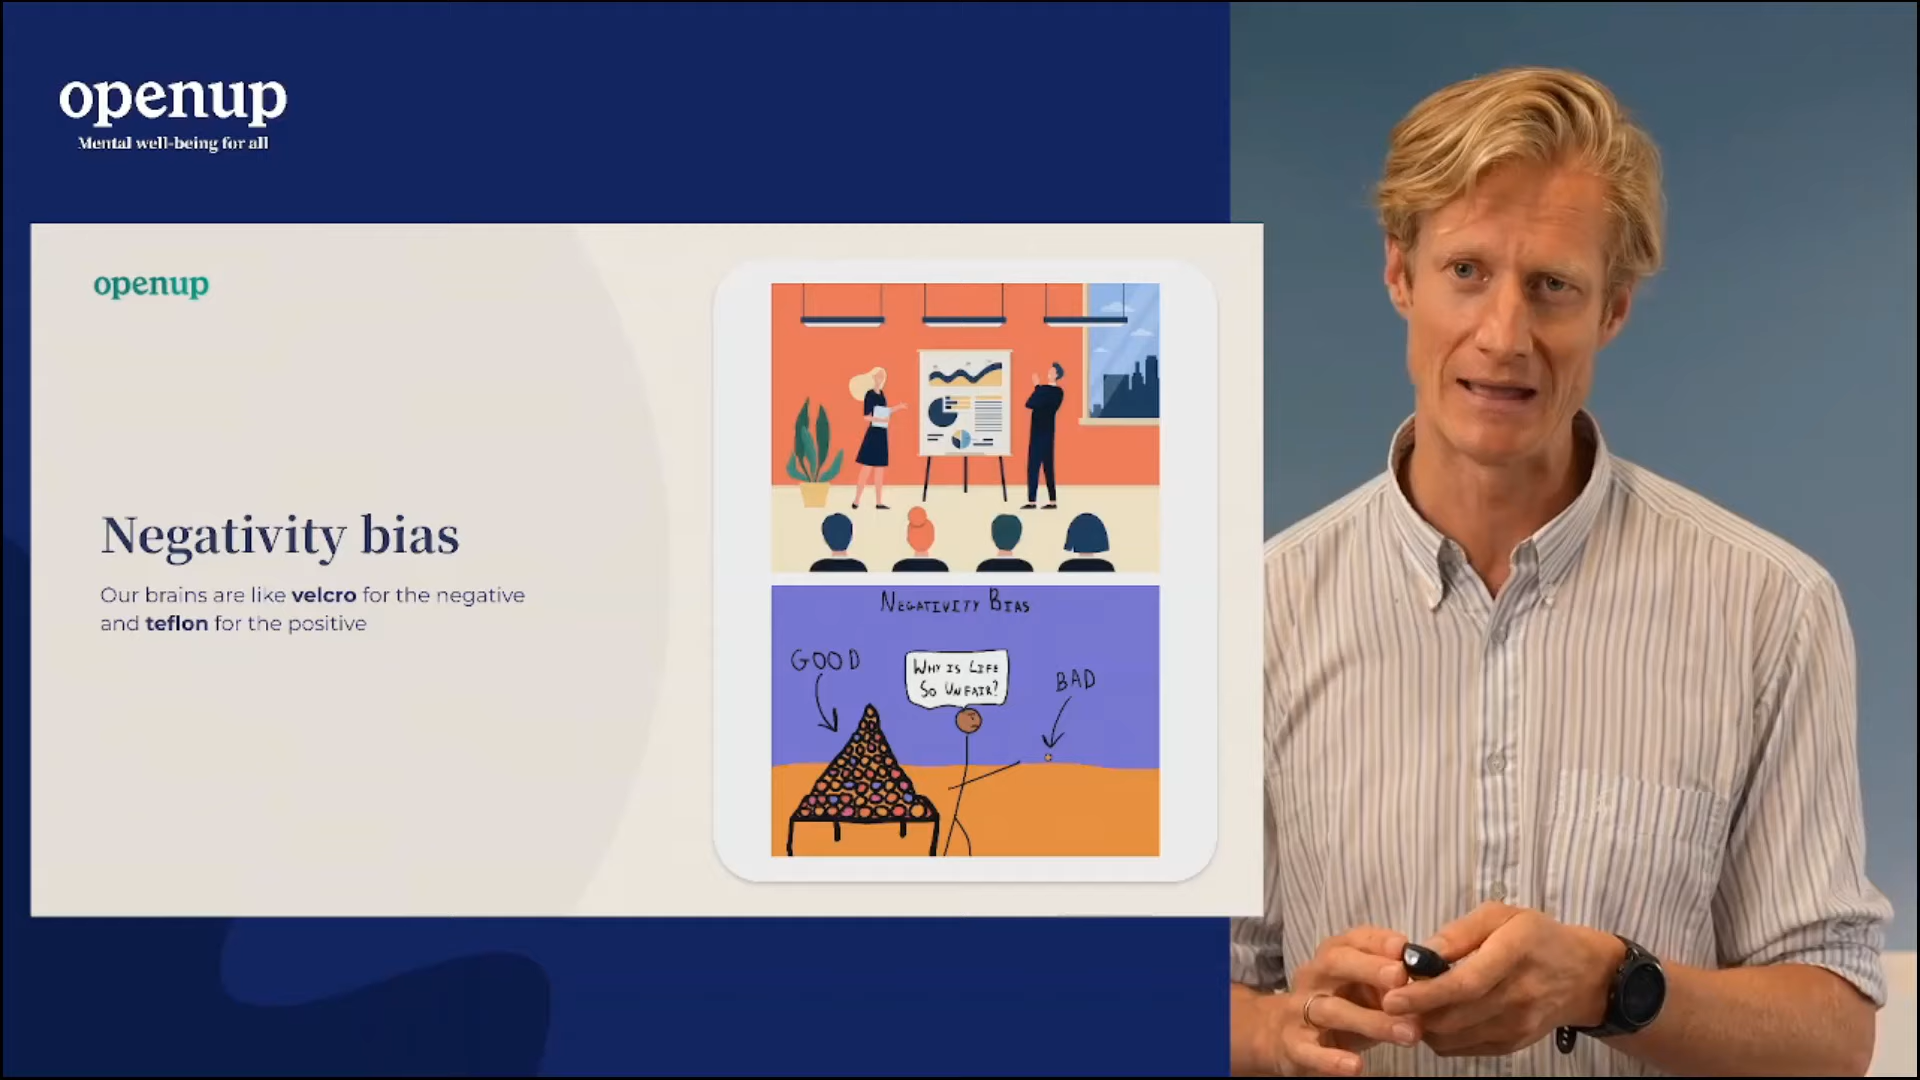 openup
Mental well-being for all
openup
Negativity bias
Our brains are like velcro for the negative
and teflon for the positive
NEGATIVITY BIAS
GOOD
WHY IS LIFE
SO UNFAIR?
BAD